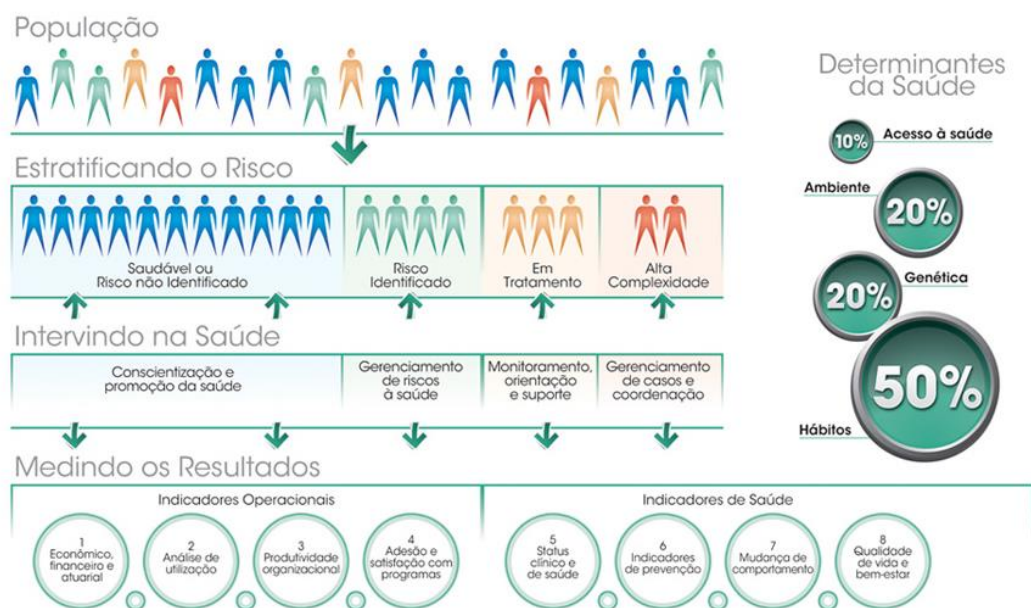 População
Determinantes
da Saúde
10%
Acesso à saúde
Ambiente
20%
20%
Genética
50%
Hábitos
Estratificando o Risco
Saudável ou
Risco não Identificado
Risco
Identificado
Em
Tratamento
Alta
Complexidade
Intervindo na Saúde
Conscientização e
promoção da saúde
Gerenciamento
de riscos
à saúde
Monitoramento,
orientação
e suporte
Gerenciamento
de casos e
coordenação
Medindo os Resultados
Indicadores Operacionais
1
Econômico,
financeiro e
atuarial
2
Análise de
utilização
3
Produtividade
organizacional
4
Adesão e
satisfação com
programas
Indicadores de Saúde
5
Status
clínico e
de saúde
6
Indicadores
de prevenção
7
Mudança de
comportamento
8
Qualidade
de vida e
bem-estar